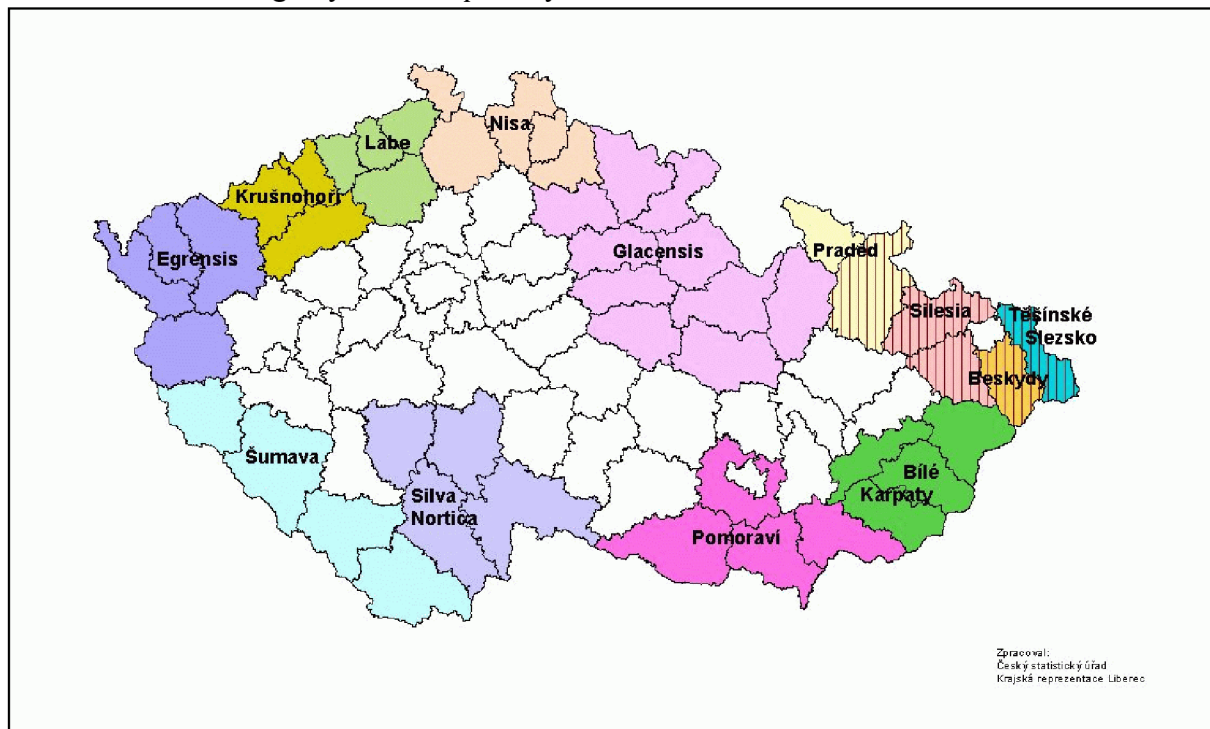 Labe
Nisa
Krušnohoří
Egrensis
Glacensis
Praděd
Silesia
Těšínské
Slezsko
Beskydy
Šumava
Silva
Nortica
Bílé
Karpaty
Pomoraví
Zpracoval:
Český statistický úřad
Krajská reprezentace Liberec